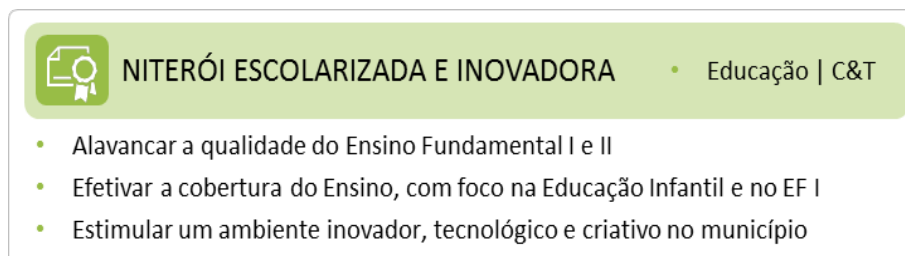 NITERÓI ESCOLARIZADA E INOVADORA • Educação | C&T
• Alavancar a qualidade do Ensino Fundamental I e II
• Efetivar a cobertura do Ensino, com foco na Educação Infantil e no EF I
• Estimular um ambiente inovador, tecnológico e criativo no município